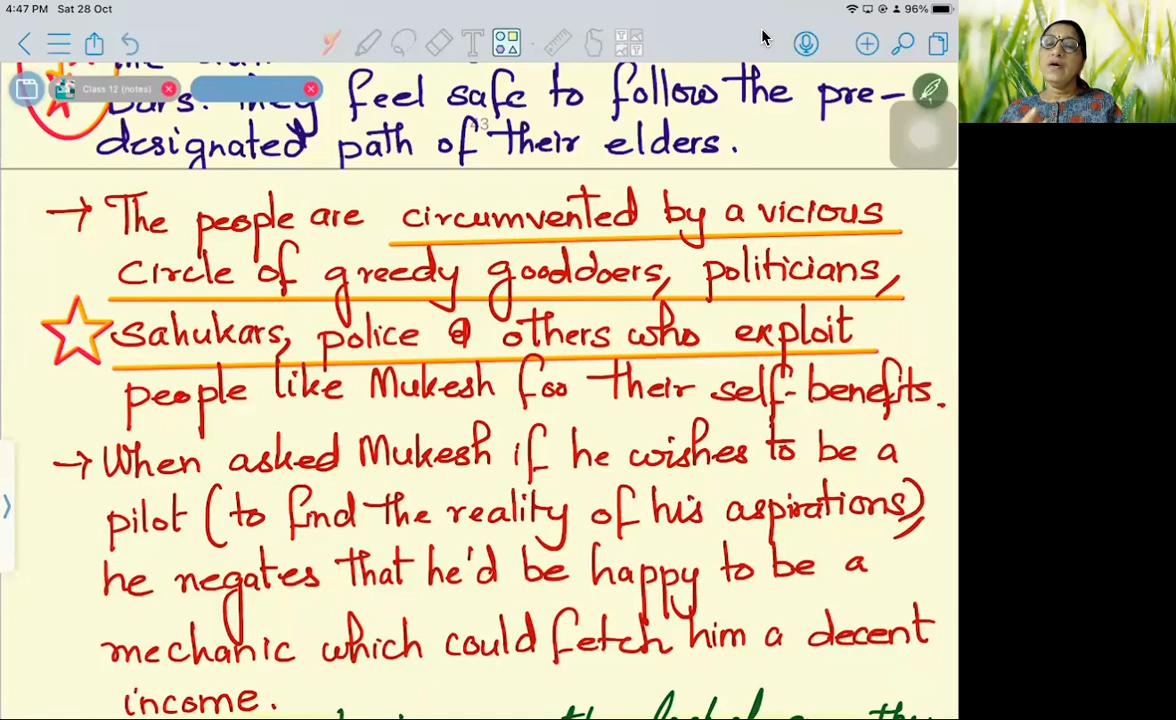 4:47 PM Sat 28 Oct
96%
Class 12 (notes)
bars. They feel safe to follow the pre-
43
designated path of their elders.
→ The people are circumvented by a vicious
circle of greedy gooddoers, politicians,
sahukars, police & others who exploit
people like Mukesh for their self-benefits.
→ When asked Mukesh if he wishes to be a
pilot (to find the reality of his aspirations)
he negates that he'd be happy to be a
mechanic which could fetch him a decent
income.